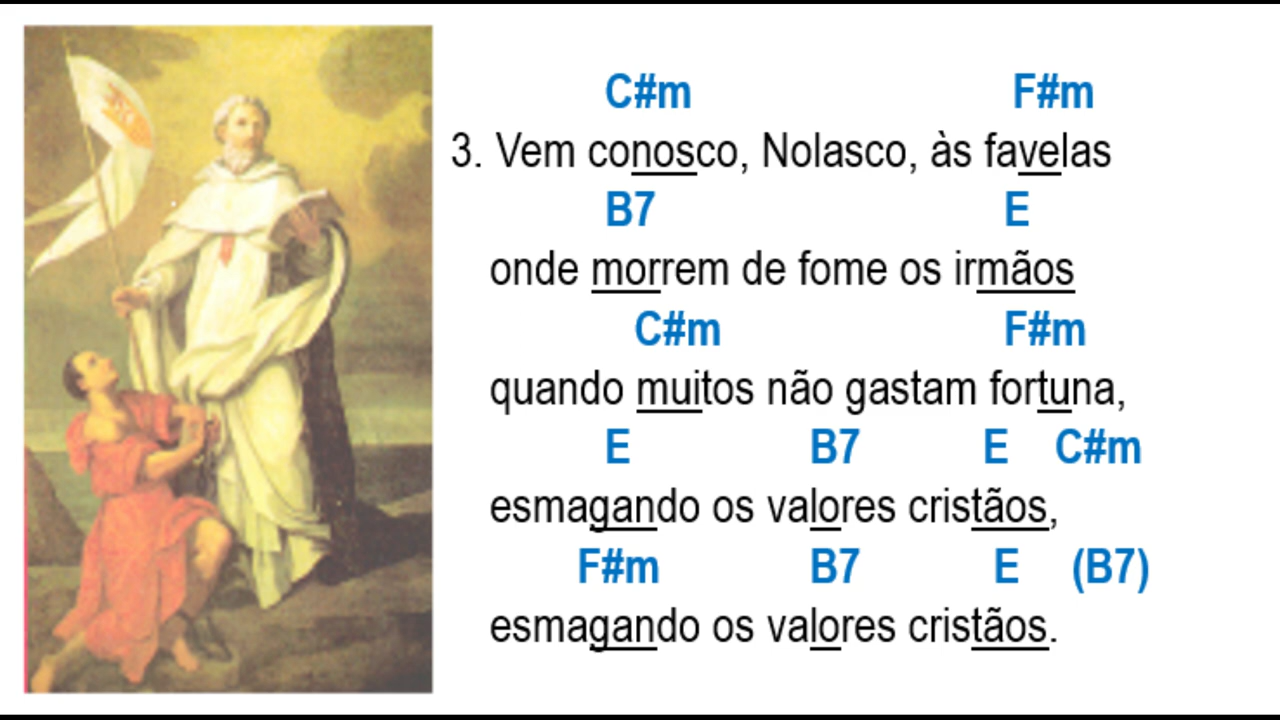 C#m F#m
3. Vem conosco, Nolasco, às favelas
B7 E
onde morrem de fome os irmãos
C#m F#m
quando muitos não gastam fortuna,
E B7 E C#m
esmagando os valores cristãos,
F#m B7 E (B7)
esmagando os valores cristãos.